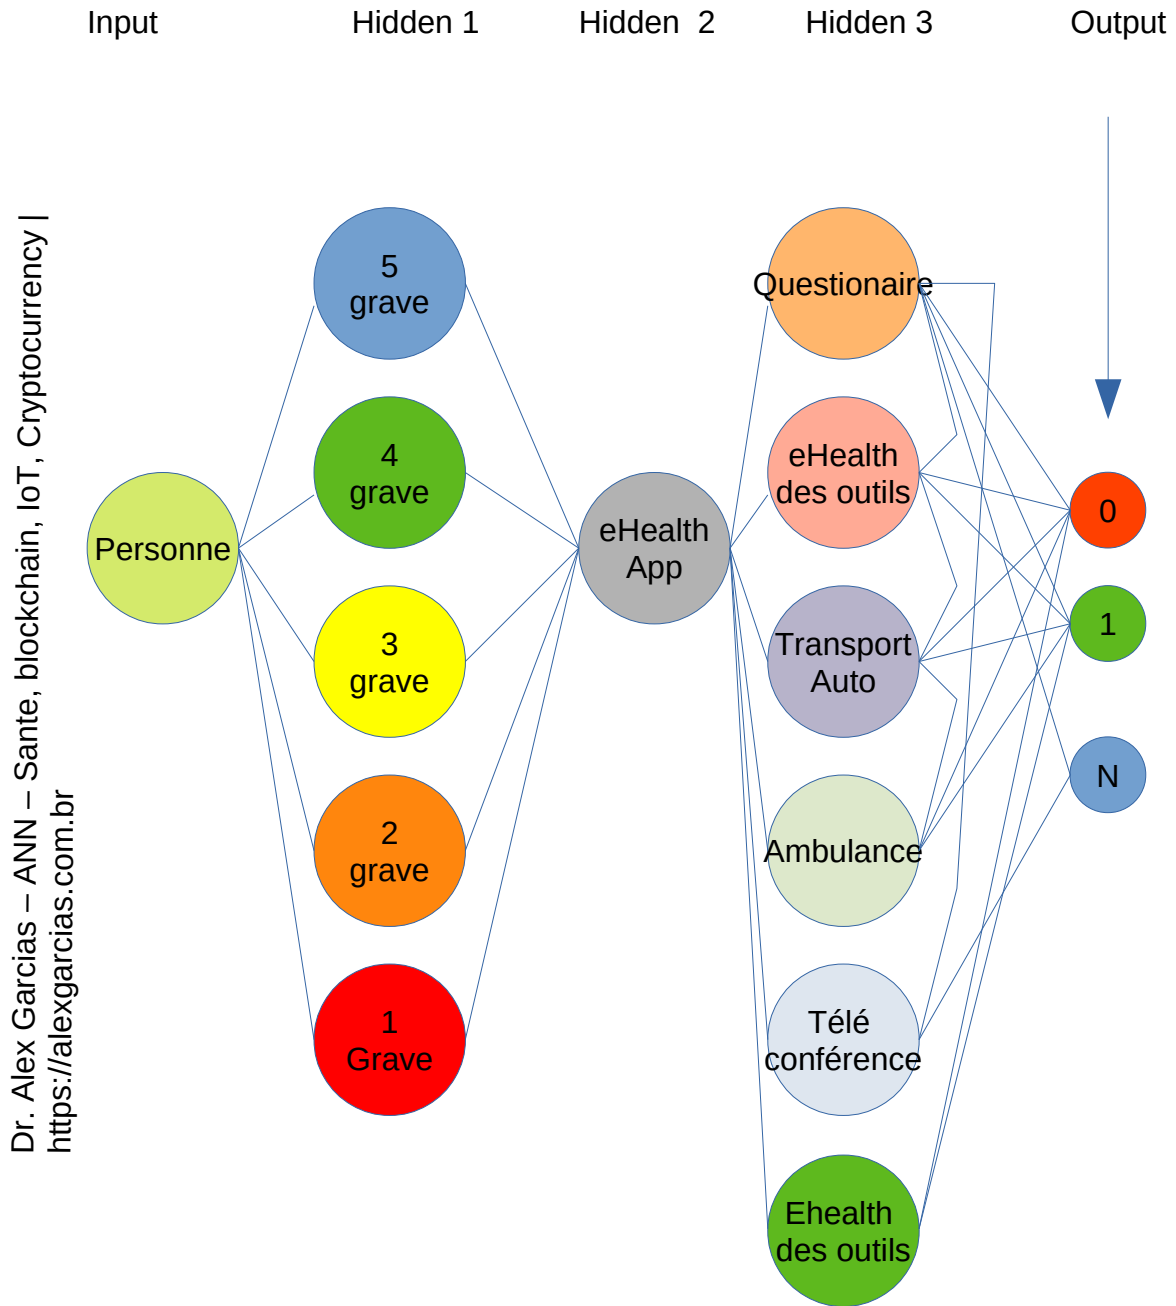 Input
Hidden 1
Hidden 2
Hidden 3
Output
Dr. Alex Garcias – ANN – Sante, blockchain, IoT, Cryptocurrency |
https://alexgarcias.com.br
Personne
5
grave
4
grave
3
grave
2
grave
1
Grave
eHealth
App
Questionaire
eHealth
des outils
Transport
Auto
Ambulance
Télé
conférence
Ehealth
des outils
0
1
N